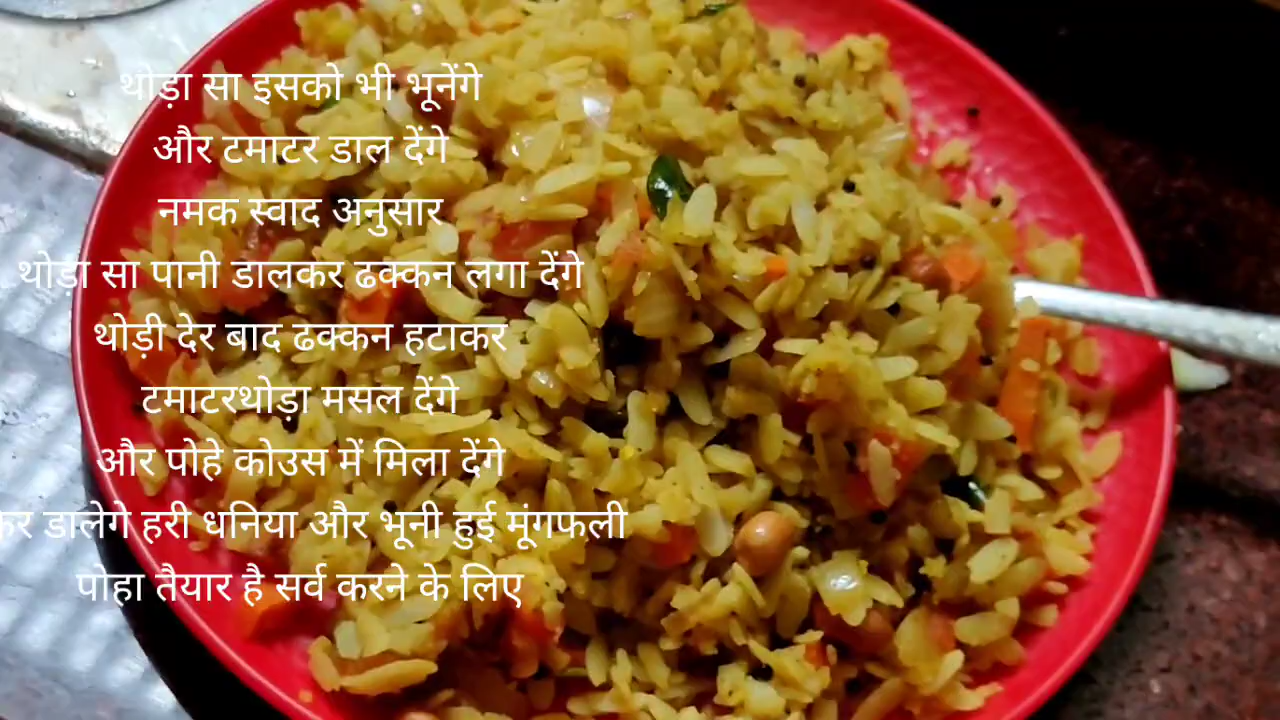 थोड़ा सा इसको भी भूनेंगे
और टमाटर डाल देंगे
नमक स्वाद अनुसार
थोड़ा सा पानी डालकर ढक्कन लगा देंगे
थोड़ी देर बाद ढक्कन हटाकर
टमाटरथोड़ा मसल देंगे
और पोहे कोउस में मिला देंगे
डालेगे हरी धनिया और भूनी हुई मूंगफली
पोहा तैयार है सर्व करने के लिए